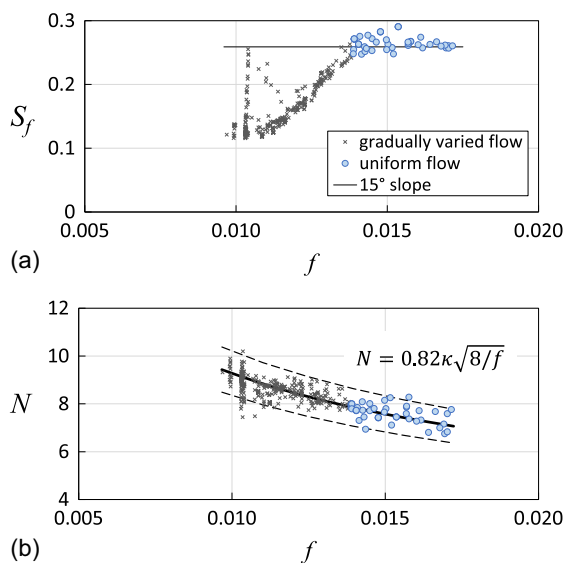 0.3
0.2
0.1
0
S_f
× gradually varied flow
uniform flow
15° slope
0.005 0.010 0.015 0.020
(a) f
12
10
8
6
4
N
N = 0.82κ√8/f
0.005 0.010 0.015 0.020
(b) f